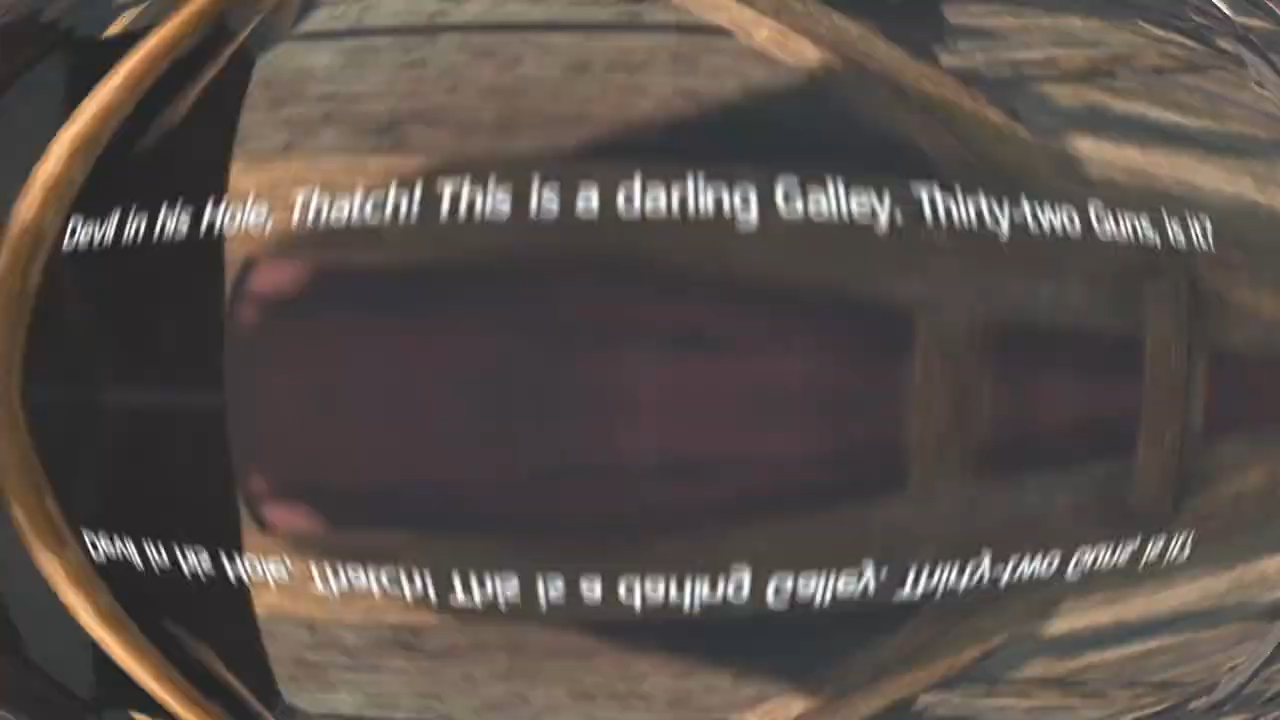 Devil in his Hole, Thatch! This is a darling Galley. Thirty-two Guns, is it?
Devil in his Hole, Thatch! This is a darling Galley. Thirty-two Guns, is it?